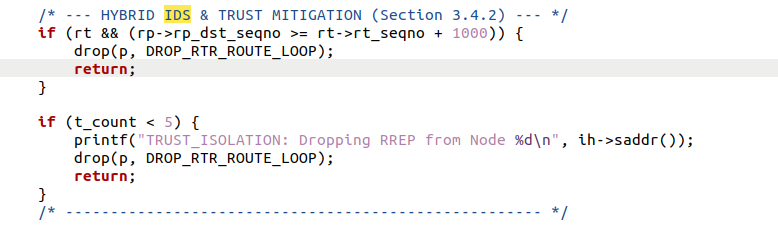 /* --- HYBRID IDS & TRUST MITIGATION (Section 3.4.2) --- */
if (rt && (rp->rp_dst_seqno >= rt->rt_seqno + 1000)) {
drop(p, DROP_RTR_ROUTE_LOOP);
return;
}
if (t_count < 5) {
printf("TRUST_ISOLATION: Dropping RREP from Node %d\n", ih->saddr());
drop(p, DROP_RTR_ROUTE_LOOP);
return;
}
/* ----------------------------------------------------- */